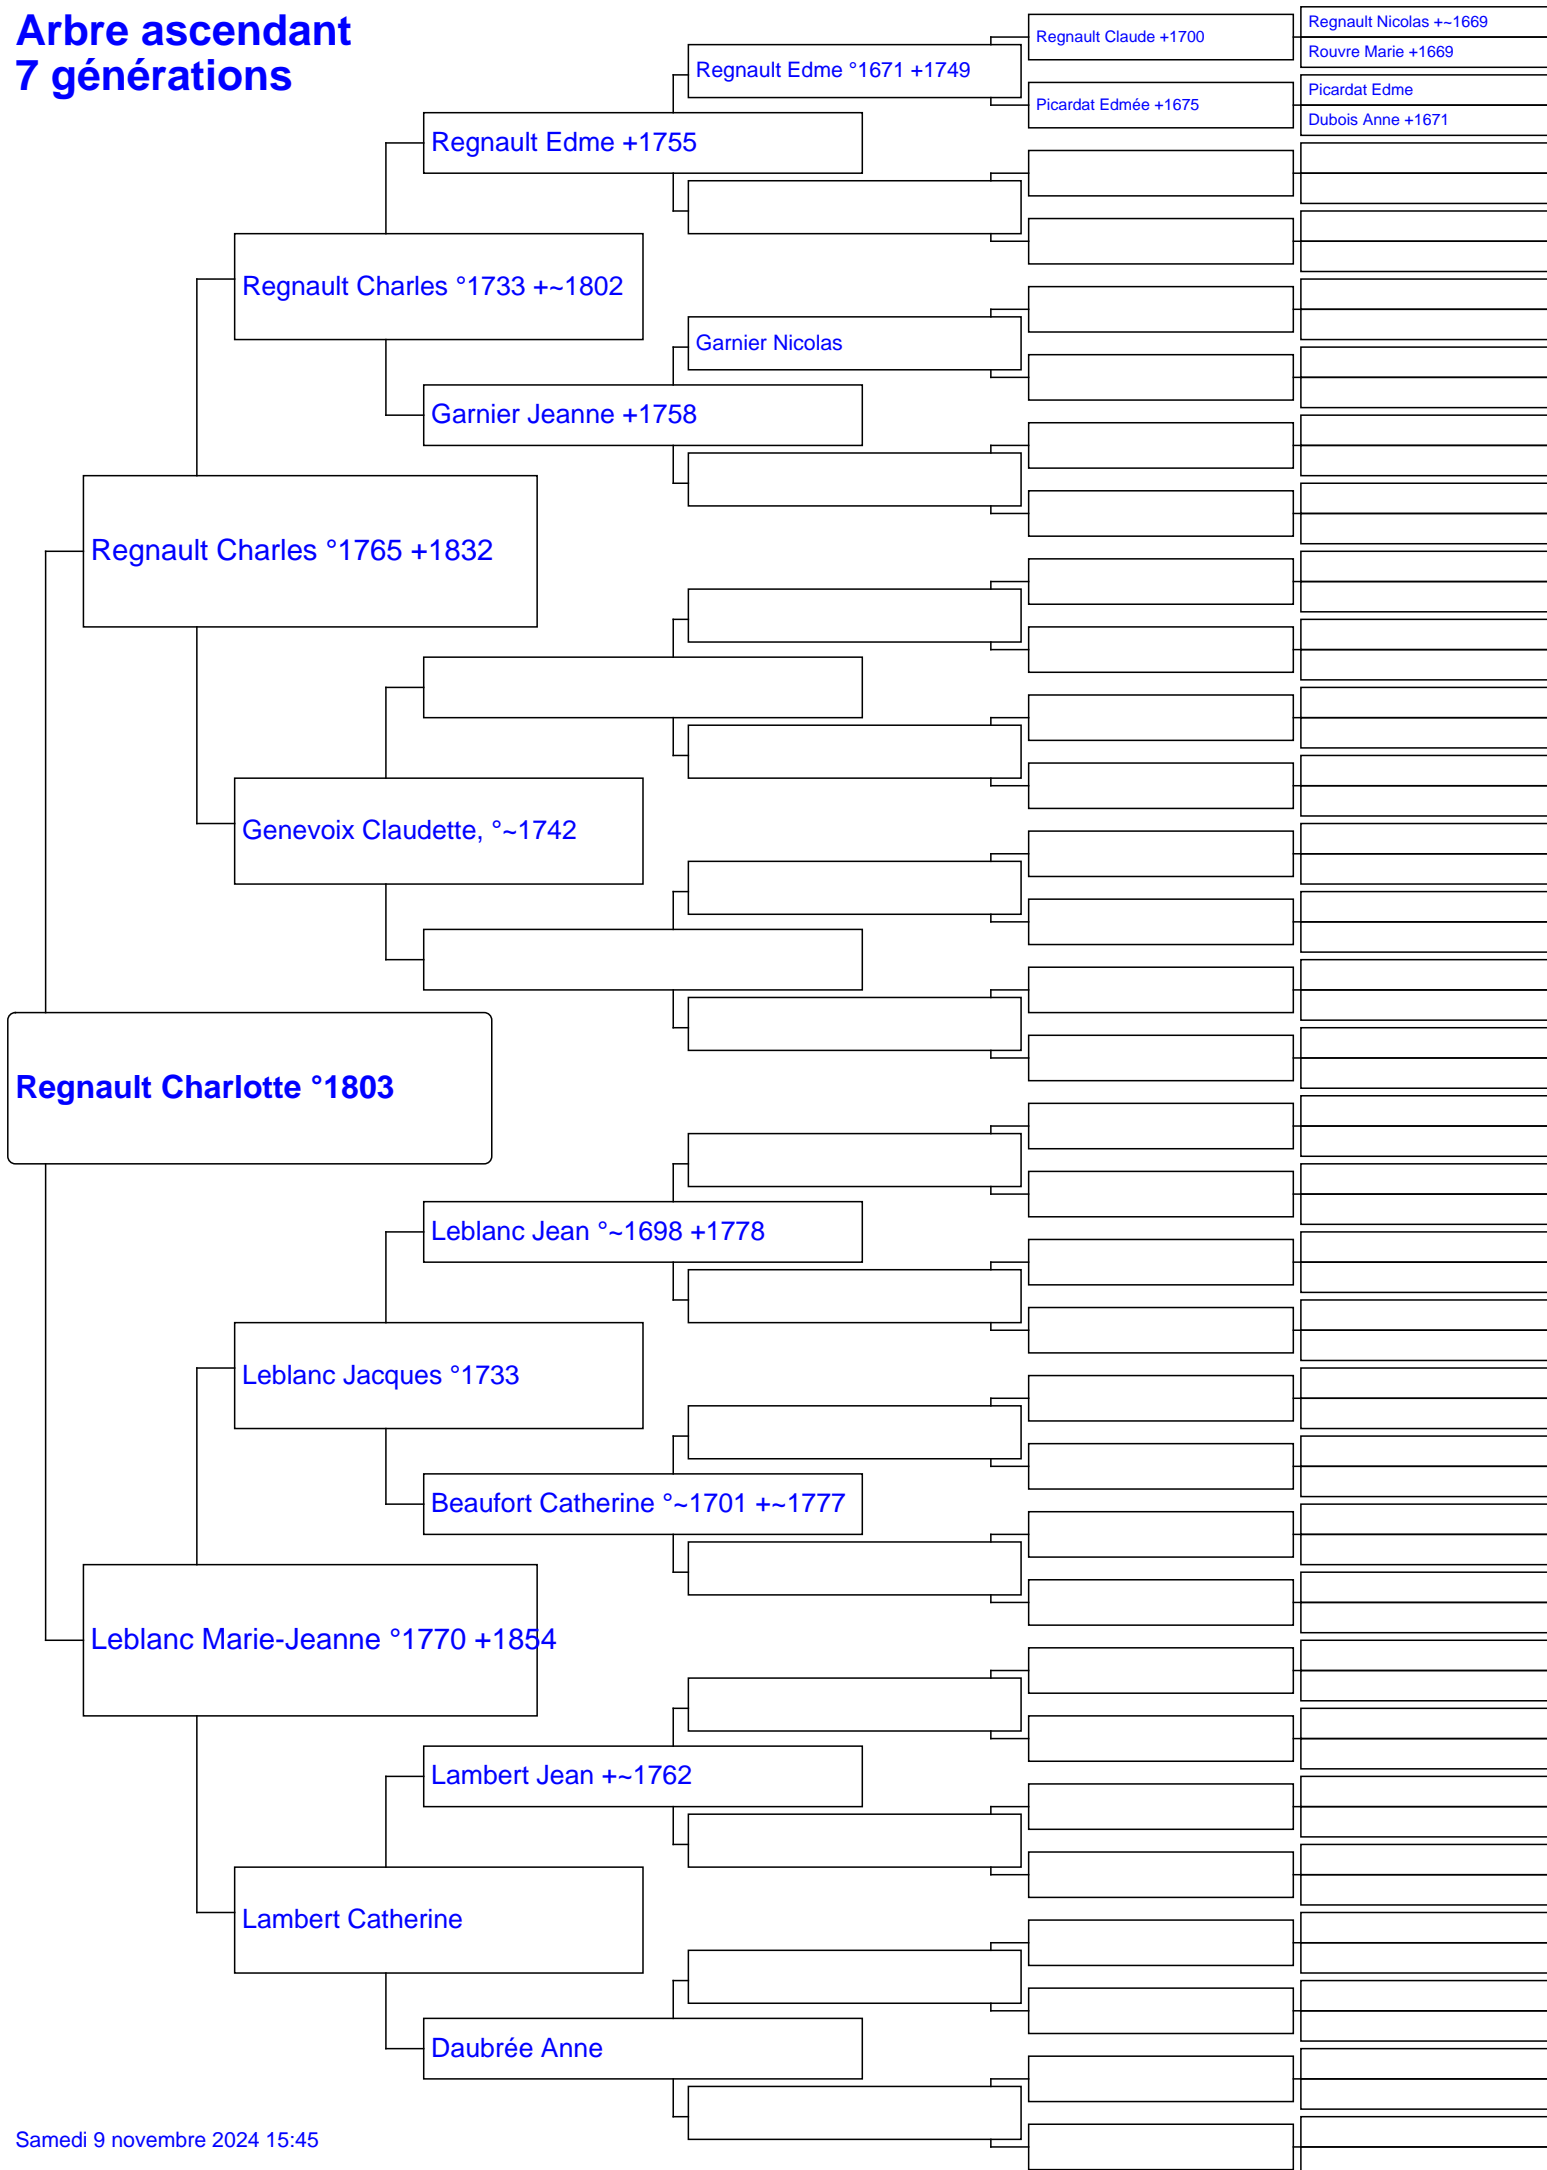 Arbre ascendant
7 générations
Regnault Nicolas +~1669
Regnault Claude +1700
Rouvre Marie +1669
Regnault Edme °1671 +1749
Picardat Edme
Picardat Edmée +1675
Dubois Anne +1671
Regnault Edme +1755
Regnault Charles °1733 +~1802
Garnier Nicolas
Garnier Jeanne +1758
Regnault Charles °1765 +1832
Genevoix Claudette, °~1742
Regnault Charlotte °1803
Leblanc Jean °~1698 +1778
Leblanc Jacques °1733
Beaufort Catherine °~1701 +~1777
Leblanc Marie-Jeanne °1770 +1854
Lambert Jean +~1762
Lambert Catherine
Daubrée Anne
Samedi 9 novembre 2024 15:45